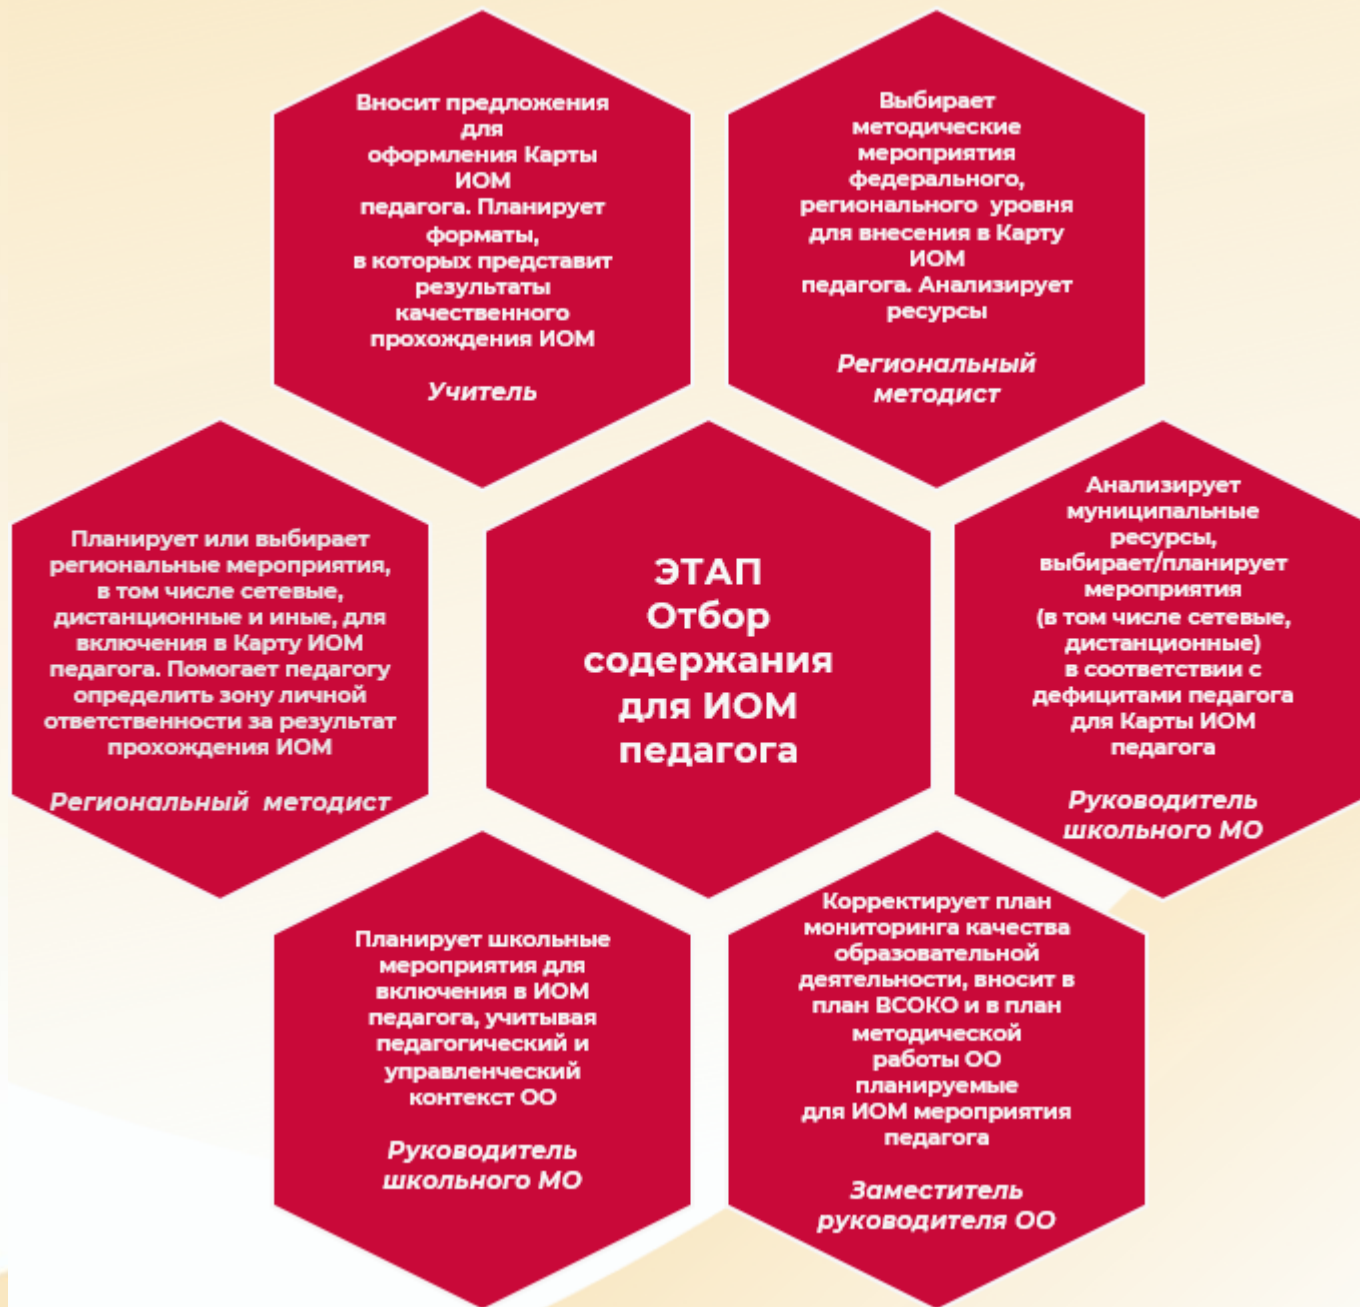 Вносит предложения
для
оформления Карты
ИОМ
педагога. Планирует
форматы,
в которых представит
результаты
качественного
прохождения ИОМ
Учитель
Выбирает
методические
мероприятия
федерального,
регионального уровня
для внесения в Карту
ИОМ
педагога. Анализирует
ресурсы
Региональный
методист
Планирует или выбирает
региональные мероприятия,
в том числе сетевые,
дистанционные и иные, для
включения в Карту ИОМ
педагога. Помогает педагогу
определить зону личной
ответственности за результат
прохождения ИОМ
Региональный методист
ЭТАП
Отбор
содержания
для ИОМ
педагога
Анализирует
муниципальные
ресурсы,
выбирает/планирует
мероприятия
(в том числе сетевые,
дистанционные)
в соответствии с
дефицитами педагога
для Карты ИОМ
педагога
Руководитель
школьного МО
Планирует школьные
мероприятия для
включения в ИОМ
педагога, учитывая
педагогический и
управленческий
контекст ОО
Руководитель
школьного МО
Корректирует план
мониторинга качества
образовательной
деятельности, вносит в
план ВСОКО и в план
методической
работы ОО
планируемые
для ИОМ мероприятия
педагога
Заместитель
руководителя ОО